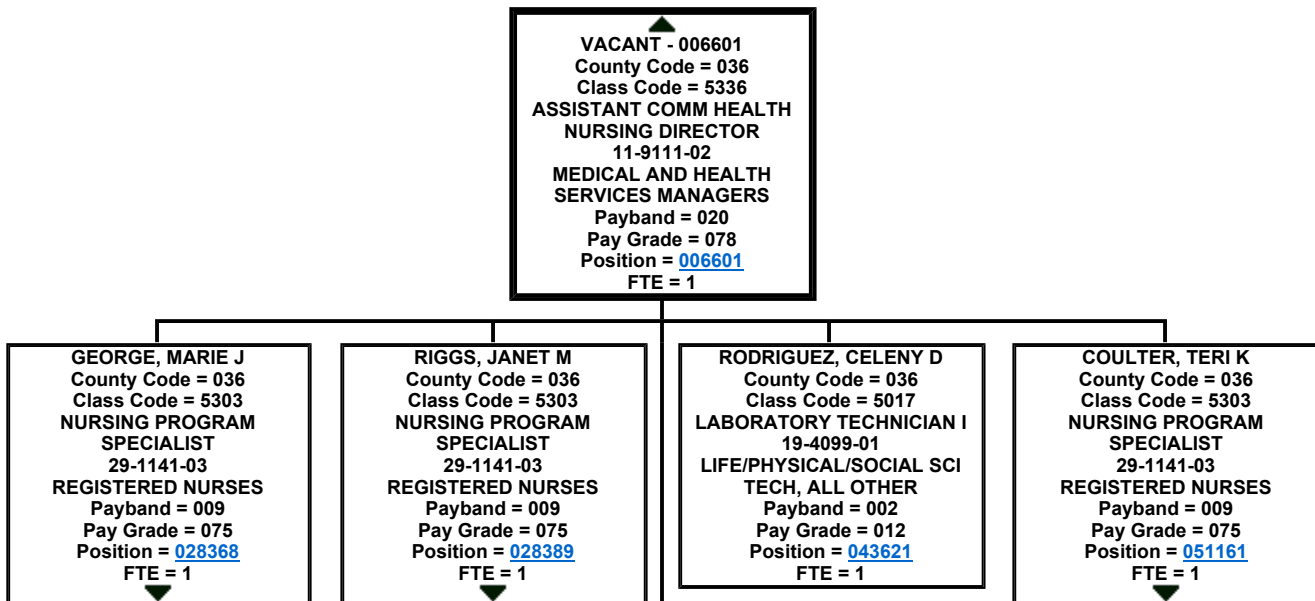 VACANT - 006601
County Code = 036
Class Code = 5336
ASSISTANT COMM HEALTH
NURSING DIRECTOR
11-9111-02
MEDICAL AND HEALTH
SERVICES MANAGERS
Payband = 020
Pay Grade = 078
Position = 006601
FTE = 1
GEORGE, MARIE J
County Code = 036
Class Code = 5303
NURSING PROGRAM
SPECIALIST
29-1141-03
REGISTERED NURSES
Payband = 009
Pay Grade = 075
Position = 028368
FTE = 1
RIGGS, JANET M
County Code = 036
Class Code = 5303
NURSING PROGRAM
SPECIALIST
29-1141-03
REGISTERED NURSES
Payband = 009
Pay Grade = 075
Position = 028389
FTE = 1
RODRIGUEZ, CELENY D
County Code = 036
Class Code = 5017
LABORATORY TECHNICIAN I
19-4099-01
LIFE/PHYSICAL/SOCIAL SCI
TECH, ALL OTHER
Payband = 002
Pay Grade = 012
Position = 043621
FTE = 1
COULTER, TERI K
County Code = 036
Class Code = 5303
NURSING PROGRAM
SPECIALIST
29-1141-03
REGISTERED NURSES
Payband = 009
Pay Grade = 075
Position = 051161
FTE = 1